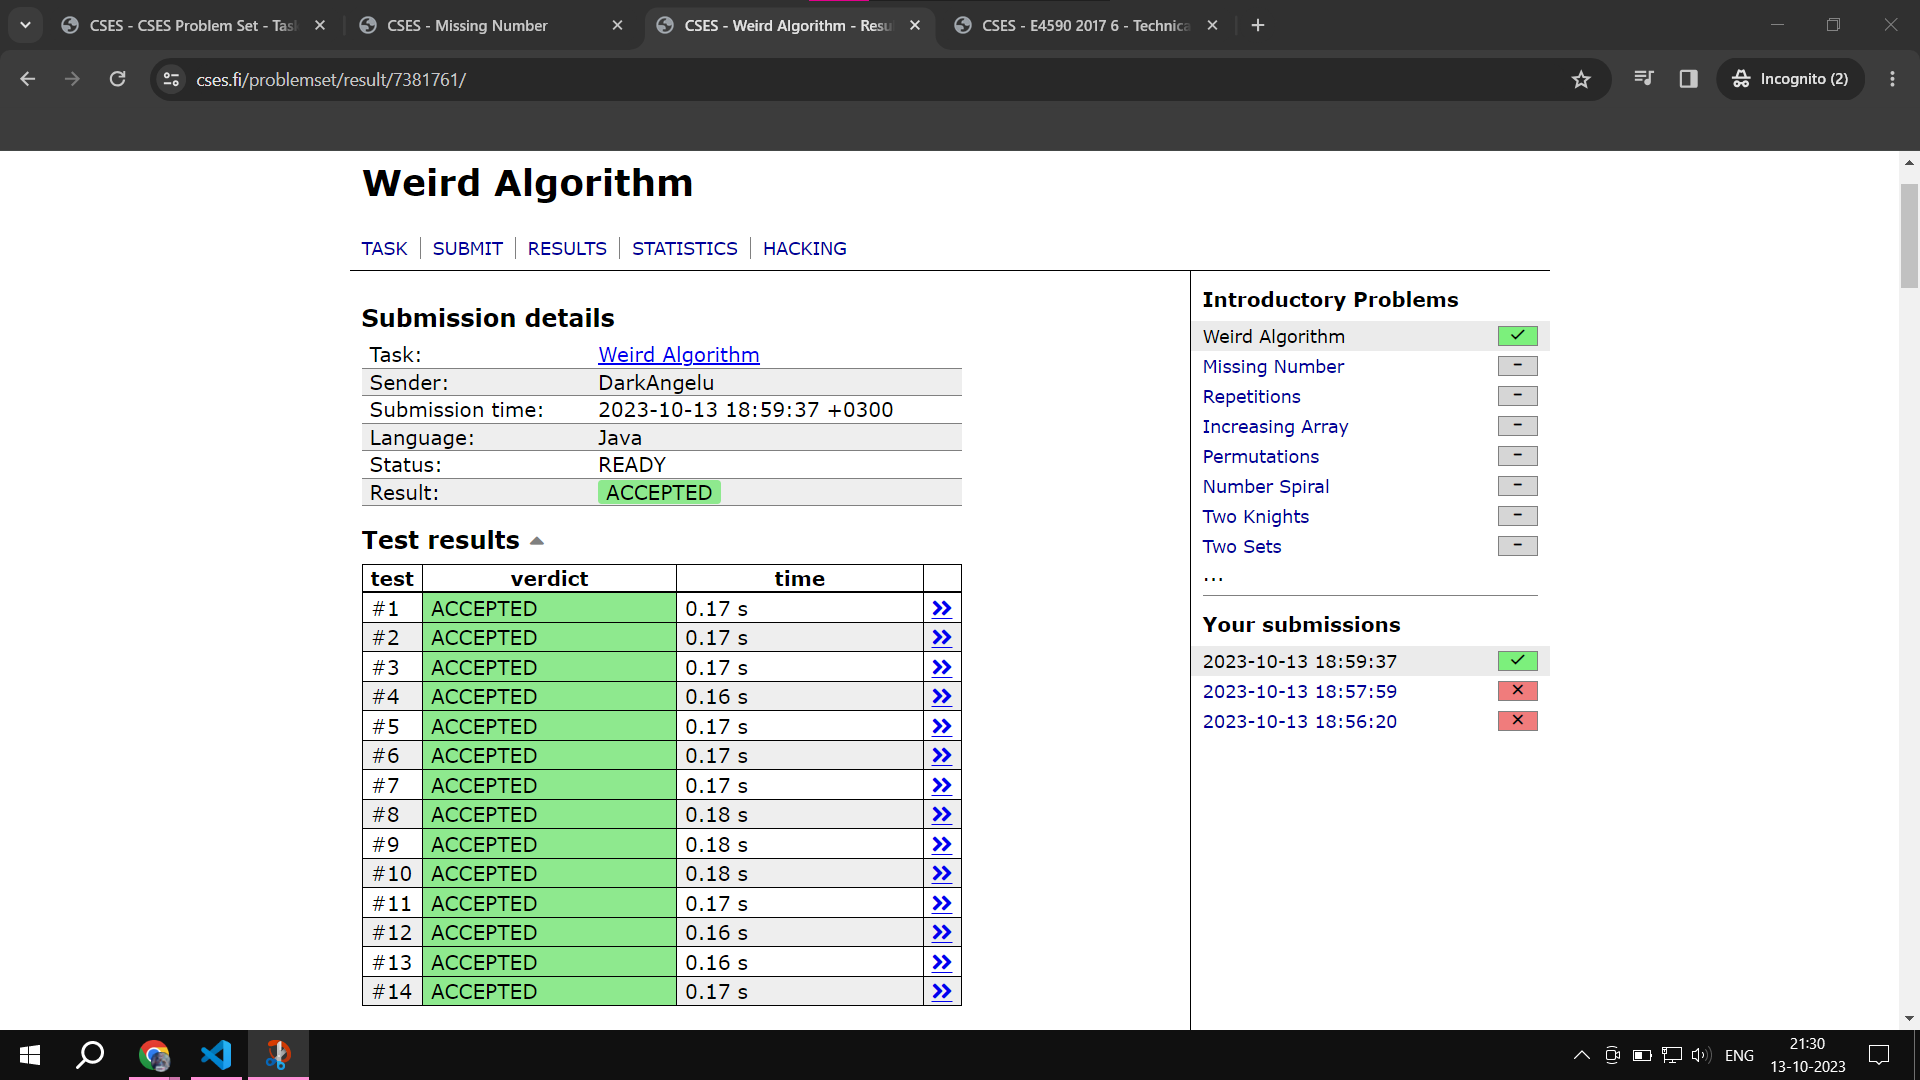 CSES - CSES Problem Set - Tas
CSES - Missing Number
CSES - Weird Algorithm - Resu
CSES - E4590 2017 6 - Technica
cses.fi/problemset/result/7381761/
Incognito (2)
Weird Algorithm
TASK SUBMIT RESULTS STATISTICS HACKING
Submission details
Task: Weird Algorithm
Sender: DarkAngelu
Submission time: 2023-10-13 18:59:37 +0300
Language: Java
Status: READY
Result: ACCEPTED
Test results
test verdict time
#1 ACCEPTED 0.17 s »
#2 ACCEPTED 0.17 s »
#3 ACCEPTED 0.17 s »
#4 ACCEPTED 0.16 s »
#5 ACCEPTED 0.17 s »
#6 ACCEPTED 0.17 s »
#7 ACCEPTED 0.17 s »
#8 ACCEPTED 0.18 s »
#9 ACCEPTED 0.18 s »
#10 ACCEPTED 0.18 s »
#11 ACCEPTED 0.17 s »
#12 ACCEPTED 0.16 s »
#13 ACCEPTED 0.16 s »
#14 ACCEPTED 0.17 s »
Introductory Problems
Weird Algorithm
Missing Number -
Repetitions -
Increasing Array -
Permutations -
Number Spiral -
Two Knights -
Two Sets -
...
Your submissions
2023-10-13 18:59:37
2023-10-13 18:57:59
2023-10-13 18:56:20
ENG
21:30
13-10-2023